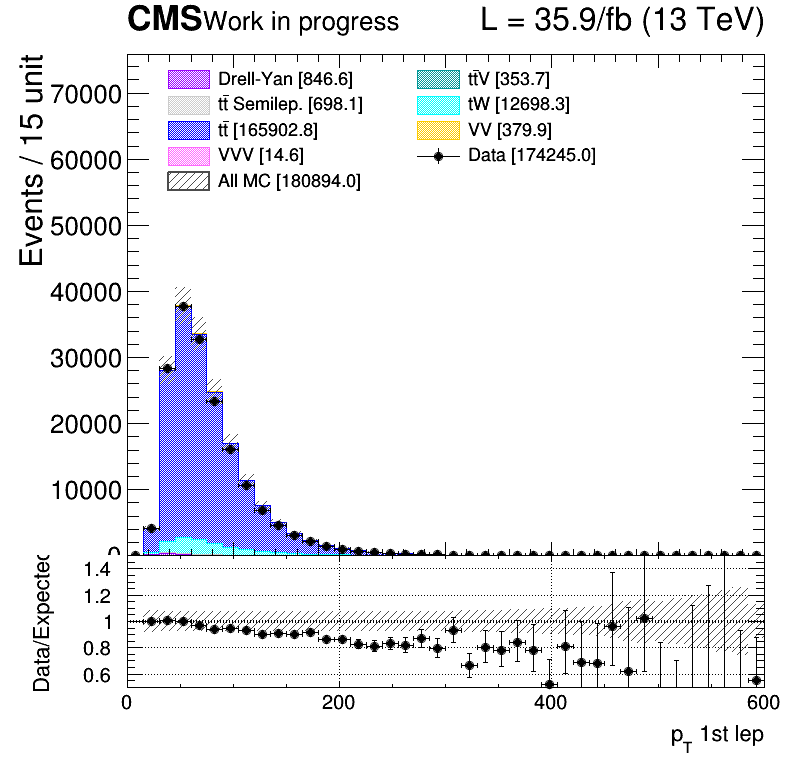 CMS Work in progress L = 35.9/fb (13 TeV)
Events / 15 unit
70000
60000
50000
40000
30000
20000
10000
0
Drell-Yan [846.6]
tt̄ Semilep. [698.1]
tt̄ [165902.8]
VVV [14.6]
All MC [180894.0]
tt̄V [353.7]
tW [12698.3]
VV [379.9]
Data [174245.0]
Data/Expected
1.4
1.2
1
0.8
0.6
0 200 400 600
p_T 1st lep